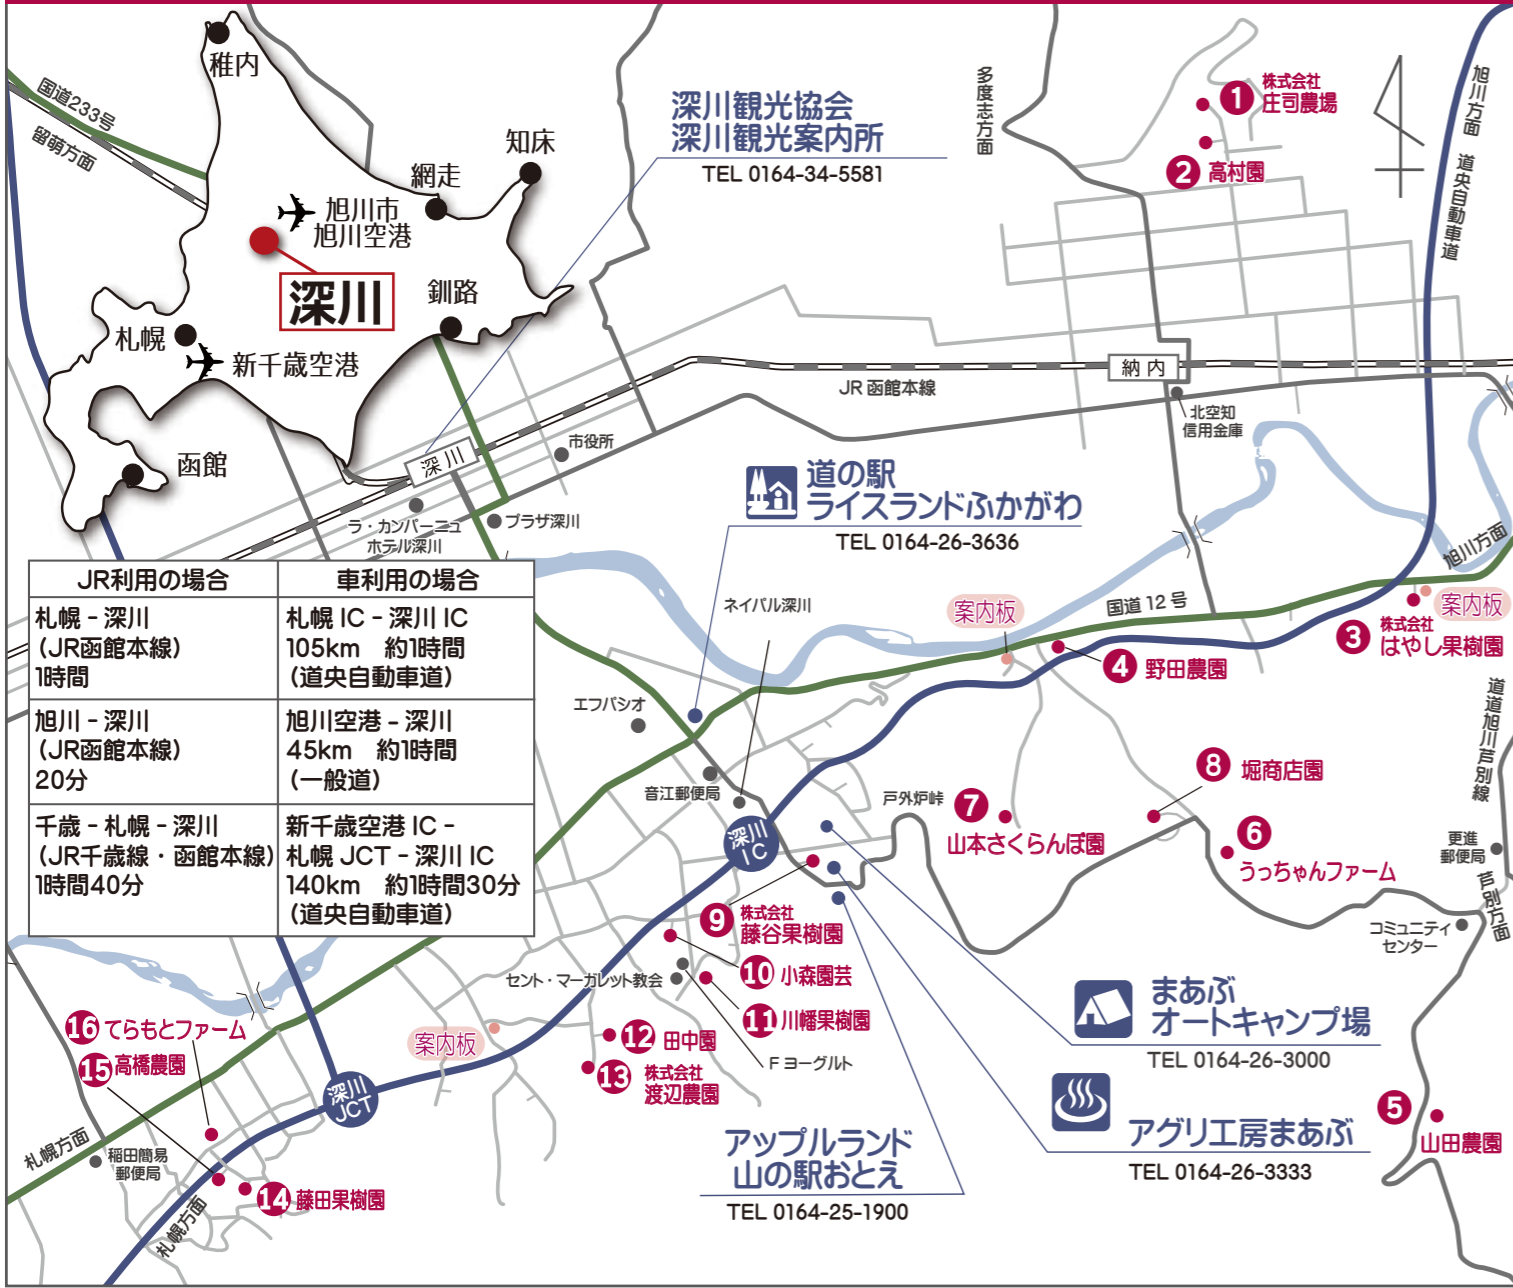 稚内
国道233号
留萌方面
知床
網走
旭川市
旭川空港
深川
釧路
札幌
新千歳空港
函館
深川観光協会
深川観光案内所
TEL 0164-34-5581
多度志方面
1 株式会社
庄司農場
2 高村園
旭川方面 道央自動車道
納内
JR 函館本線
北空知
信用金庫
市役所
深川
ラ・カンパーニュ
ホテル深川
プラザ深川
道の駅
ライスランドふかがわ
TEL 0164-26-3636
旭川方面
国道 12 号
案内板
案内板
3 株式会社
はやし果樹園
4 野田農園
JR利用の場合
車利用の場合
札幌 - 深川
(JR函館本線)
1時間
札幌 IC - 深川 IC
105km 約1時間
(道央自動車道)
旭川 - 深川
(JR函館本線)
20分
旭川空港 - 深川
45km 約1時間
(一般道)
千歳 - 札幌 - 深川
(JR千歳線・函館本線)
1時間40分
新千歳空港 IC -
札幌 JCT - 深川 IC
140km 約1時間30分
(道央自動車道)
ネイパル深川
エフパシオ
音江郵便局
深川
IC
戸外炉峠
7
山本さくらんぼ園
8 堀商店園
6
うっちゃんファーム
道道旭川芦別線
更進
郵便局
芦別方面
コミュニティ
センター
9 株式会社
藤谷果樹園
10 小森園芸
セント・マーガレット教会
11 川幡果樹園
12 田中園
13 株式会社
渡辺農園
F ヨーグルト
案内板
まあぶ
オートキャンプ場
TEL 0164-26-3000
アグリ工房まあぶ
TEL 0164-26-3333
アップルランド
山の駅おとえ
TEL 0164-25-1900
5
山田農園
16 てらもとファーム
15 高橋農園
深川
JCT
札幌方面
稲田簡易
郵便局
札幌方面
14 藤田果樹園